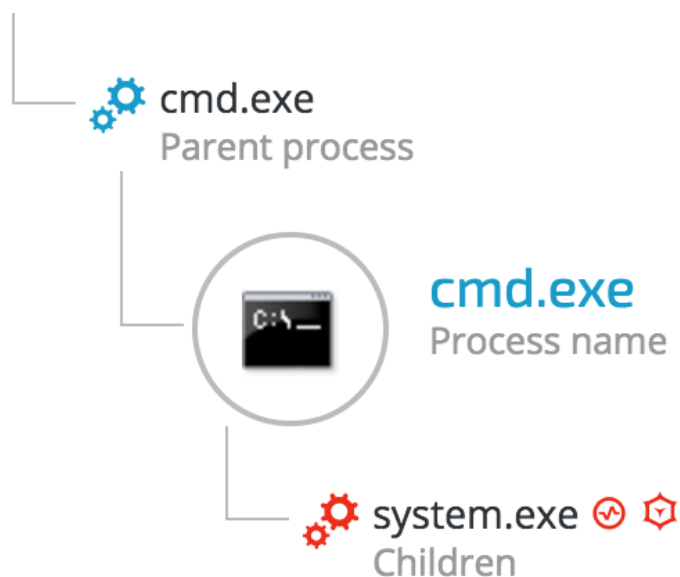 cmd.exe
Parent process
C:\
cmd.exe
Process name
system.exe
Children